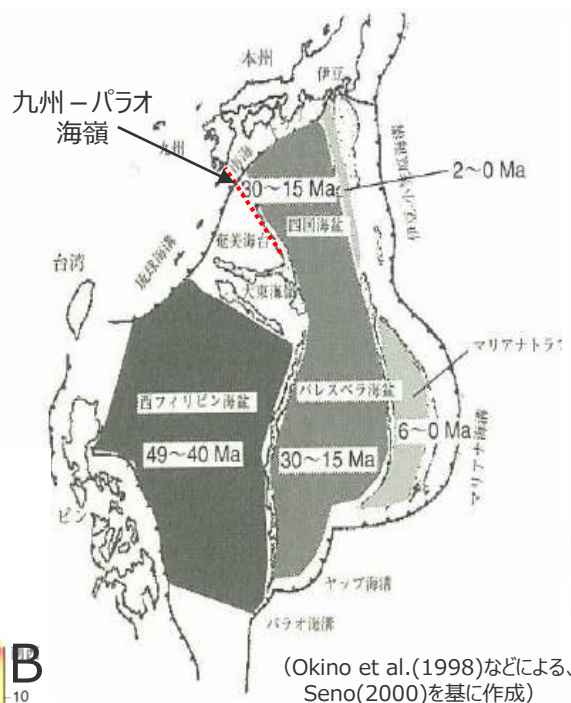 本州
伊豆
九州－パラオ
海嶺
九州
南海
2～0 Ma
30～15 Ma
四国海盆
奄美海台
台湾
琉球海溝
大東海嶺
マリアナトラフ
西フィリピン海盆
パレスベラ海盆
6～0 Ma
49～40 Ma
30～15 Ma
マリアナ海溝
ピン
ヤップ海溝
パラオ海溝
B
10
（Okino et al.(1998)などによる、
Seno(2000)を基に作成）